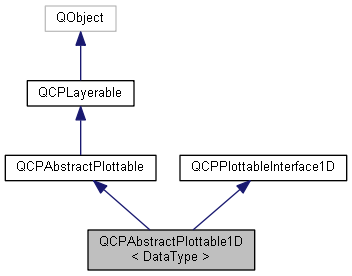 QObject
QCPLayerable
QCPAbstractPlottable
QCPPlottableInterface1D
QCPAbstractPlottable1D
< DataType >